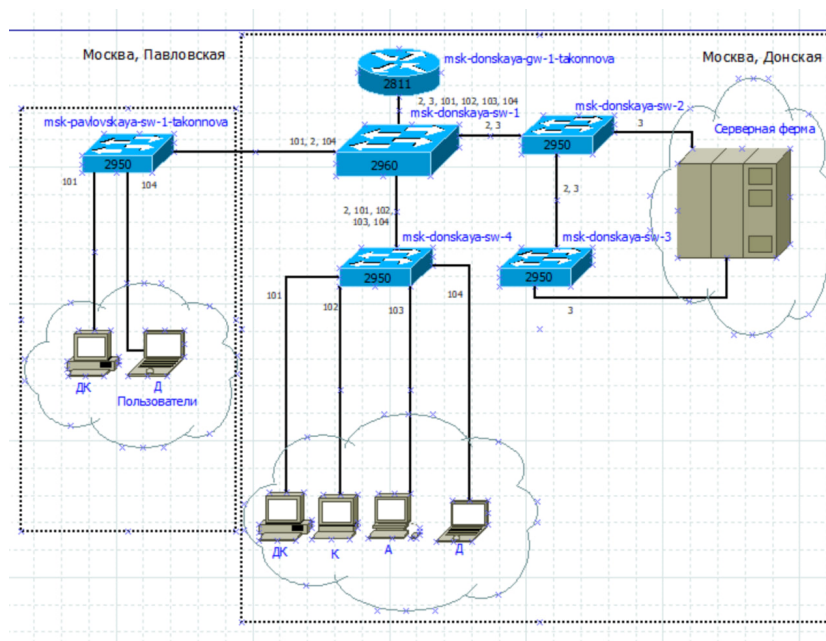 Москва, Павловская
msk-donskaya-gw-1-takonnova
Москва, Донская
2811
2, 3, 101, 102, 103, 104
msk-pavlovskaya-sw-1-takonnova
msk-donskaya-sw-1
msk-donskaya-sw-2
2, 3
3
Серверная ферма
101, 2, 104
2950
2960
2950
101
104
2, 3
2, 101, 102,
103, 104
msk-donskaya-sw-4
msk-donskaya-sw-3
2950
2950
101
102
103
104
3
ДК
Д
Пользователи
ДК
К
А
Д